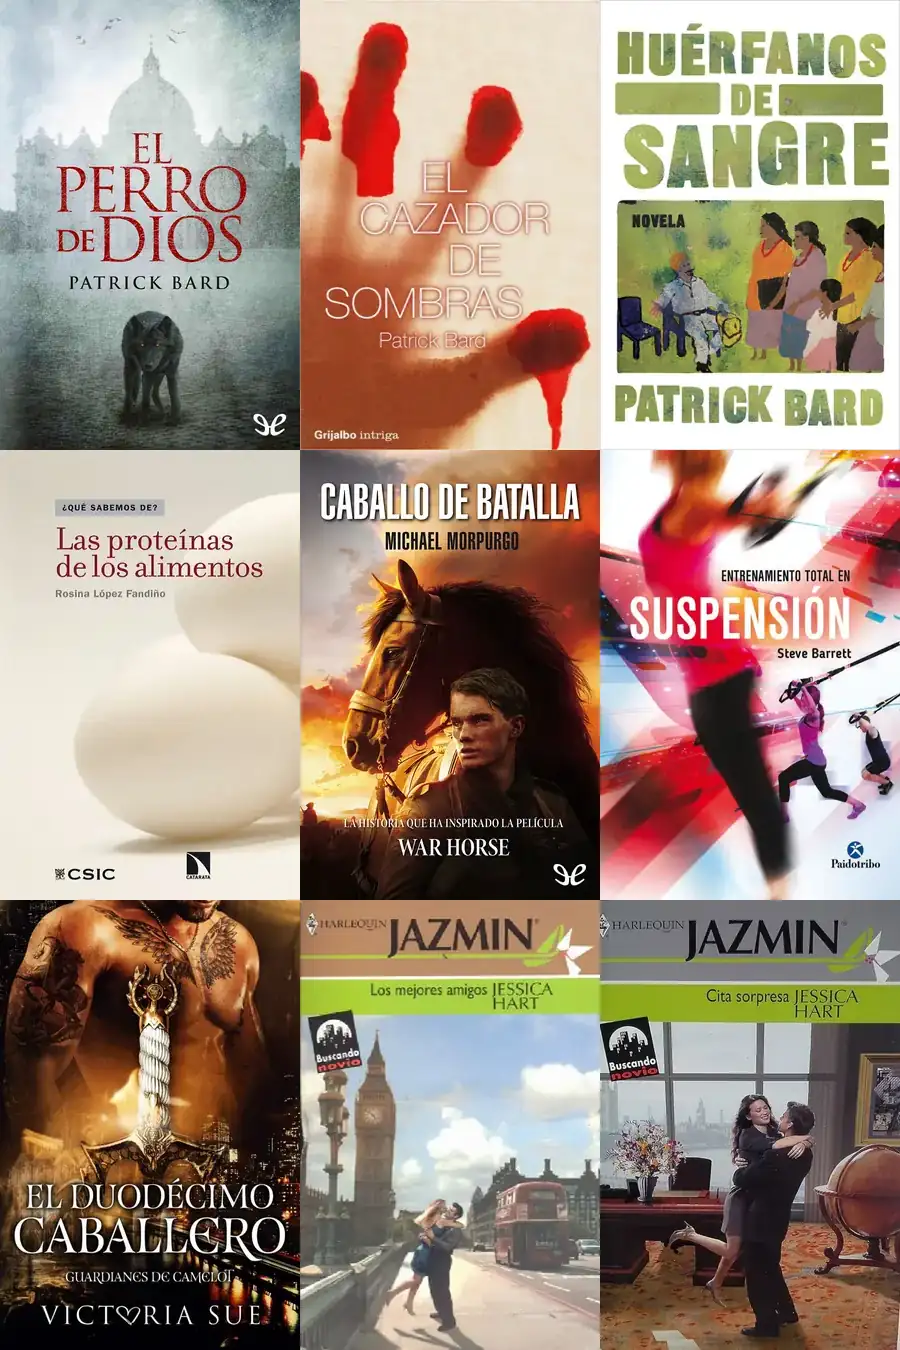 EL
PERRO
DE DIOS
PATRICK BARD
EL
CAZADOR
DE
SOMBRAS
Patrick Bard
Grijalbo intriga
HUÉRFANOS
DE
SANGRE
NOVELA
PATRICK BARD
¿QUÉ SABEMOS DE?
Las proteínas
de los alimentos
Rosina López Fandiño
CSIC
CATARATA
CABALLO DE BATALLA
MICHAEL MORPURGO
LA HISTORIA QUE HA INSPIRADO LA PELÍCULA
WAR HORSE
ENTRENAMIENTO TOTAL EN
SUSPENSIÓN
Steve Barrett
Paidotribo
EL DUODÉCIMO
CABALLERO
GUARDIANES DE CAMELOT
VICTORIA SUE
HARLEQUIN JAZMIN®
Los mejores amigos JESSICA
HART
Buscando
novio
HARLEQUIN JAZMIN®
Cita sorpresa JESSICA
HART
Buscando
novio